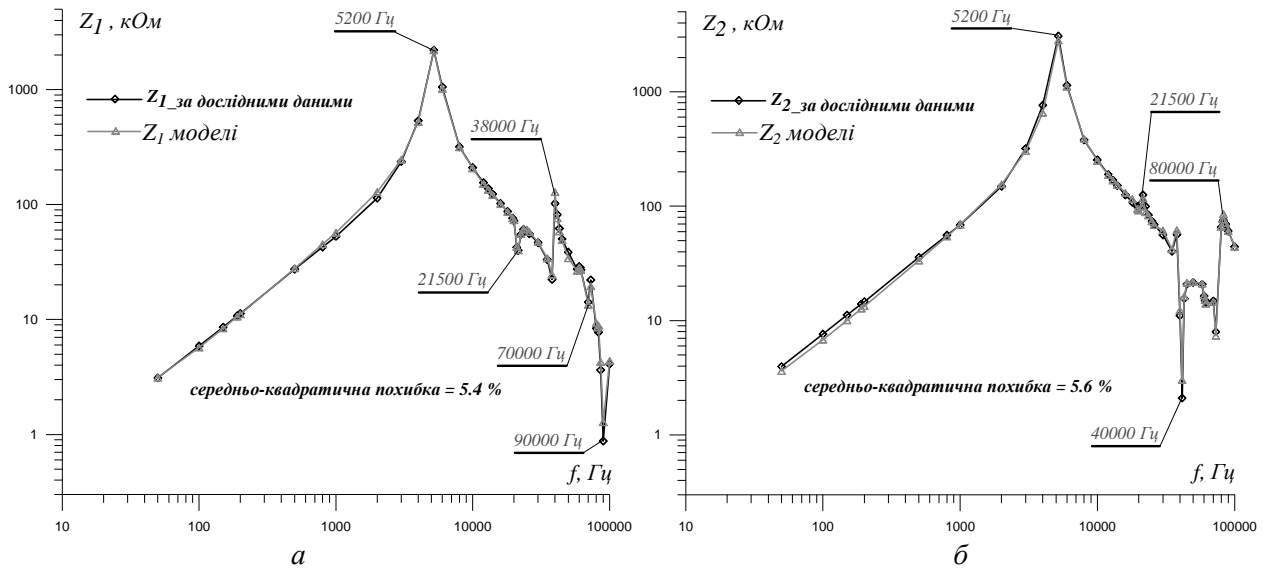 Z1 , кОм
5200 Гц
1000
Z1_за дослідними даними
Z1 моделі
38000 Гц
100
21500 Гц
10
70000 Гц
середньо-квадратична похибка = 5.4 %
1
90000 Гц
f, Гц
10 100 1000 10000 100000
а
Z2 , кОм
5200 Гц
1000
Z2_за дослідними даними
Z2 моделі
21500 Гц
80000 Гц
100
10
середньо-квадратична похибка = 5.6 %
1
40000 Гц
f, Гц
10 100 1000 10000 100000
б